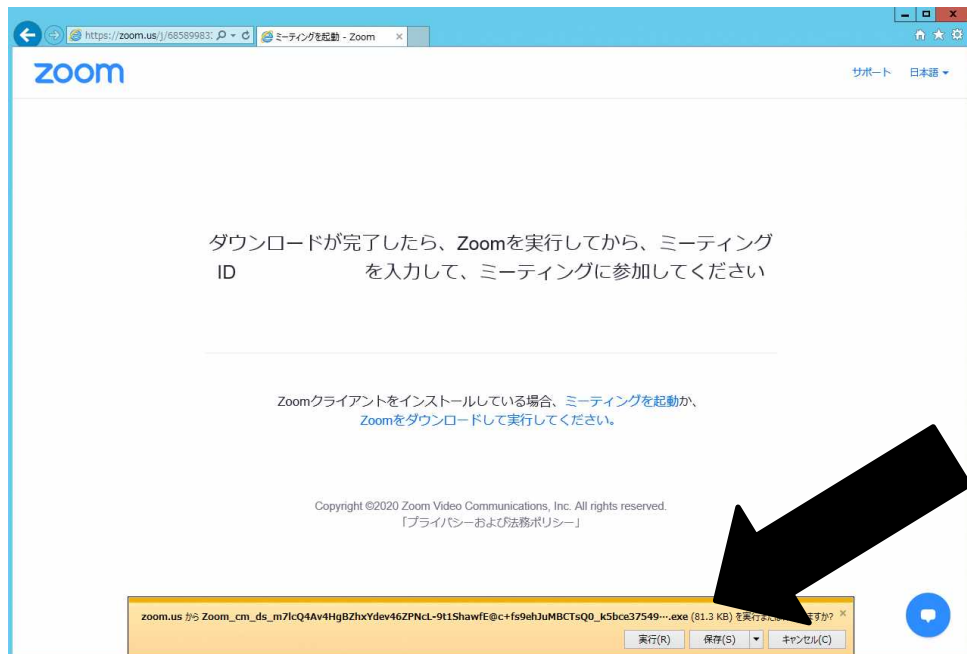 https://zoom.us/j/68589983:
ミーティングを起動 - Zoom
zoom
サポート 日本語
ダウンロードが完了したら、Zoomを実行してから、ミーティング
ID を入力して、ミーティングに参加してください
Zoomクライアントをインストールしている場合、ミーティングを起動か、
Zoomをダウンロードして実行してください。
Copyright ©2020 Zoom Video Communications, Inc. All rights reserved.
「プライバシーおよび法務ポリシー」
zoom.us から Zoom_cm_ds_m7lcQ4Av4HgBZhxYdev46ZPNcL-9t1ShawfE@c+fs9ehJuMBCTsQ0_k5bce37549….exe (81.3 KB) を実行または ますか?
実行(R) 保存(S) キャンセル(C)